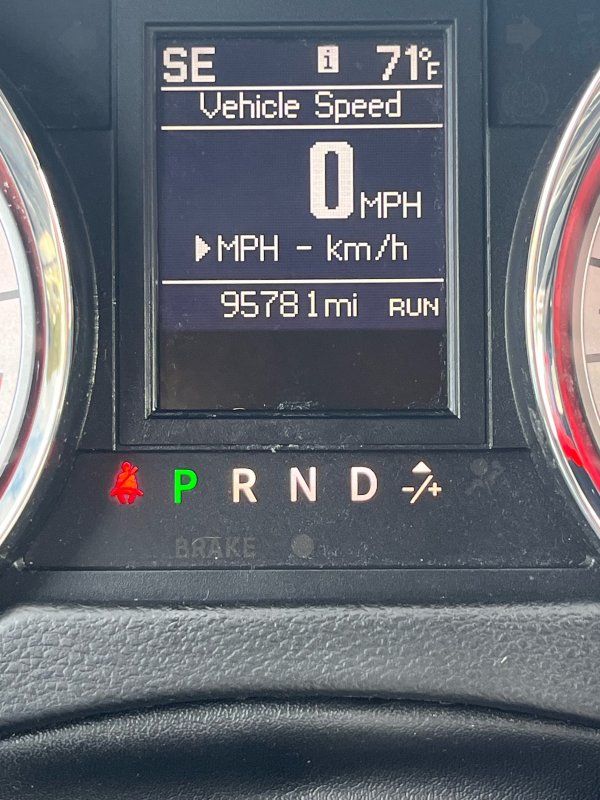 SE i 71°F
Vehicle Speed
0 MPH
MPH - km/h
95781mi RUN
P R N D -/+
BRAKE